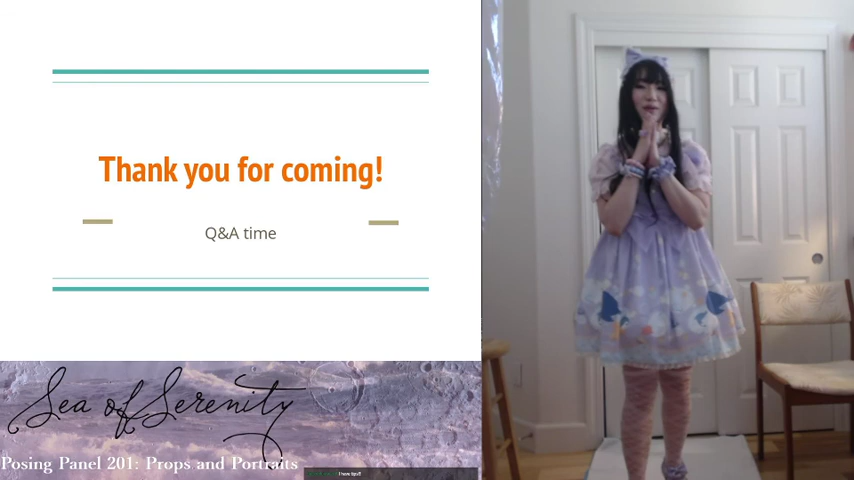 Thank you for coming!
Q&A time
Sea of Serenity
Posing Panel 201: Props and Portraits